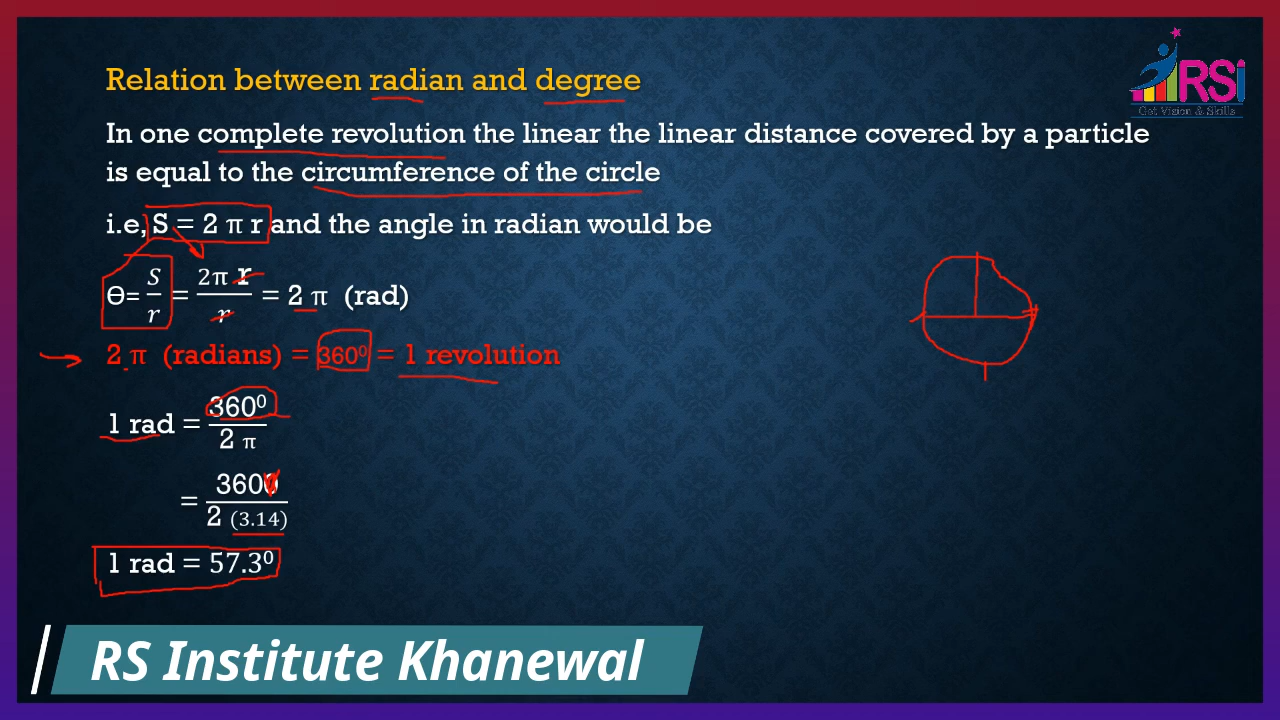 RSi
Get Vision & Skills
Relation between radian and degree
In one complete revolution the linear the linear distance covered by a particle
is equal to the circumference of the circle
i.e, S = 2 π r and the angle in radian would be
Ɵ= S/r = 2π r/r = 2 π (rad)
2 π (radians) = 360⁰ = 1 revolution
1 rad = 360⁰/2 π
= 3600/2 (3.14)
1 rad = 57.3⁰
RS Institute Khanewal